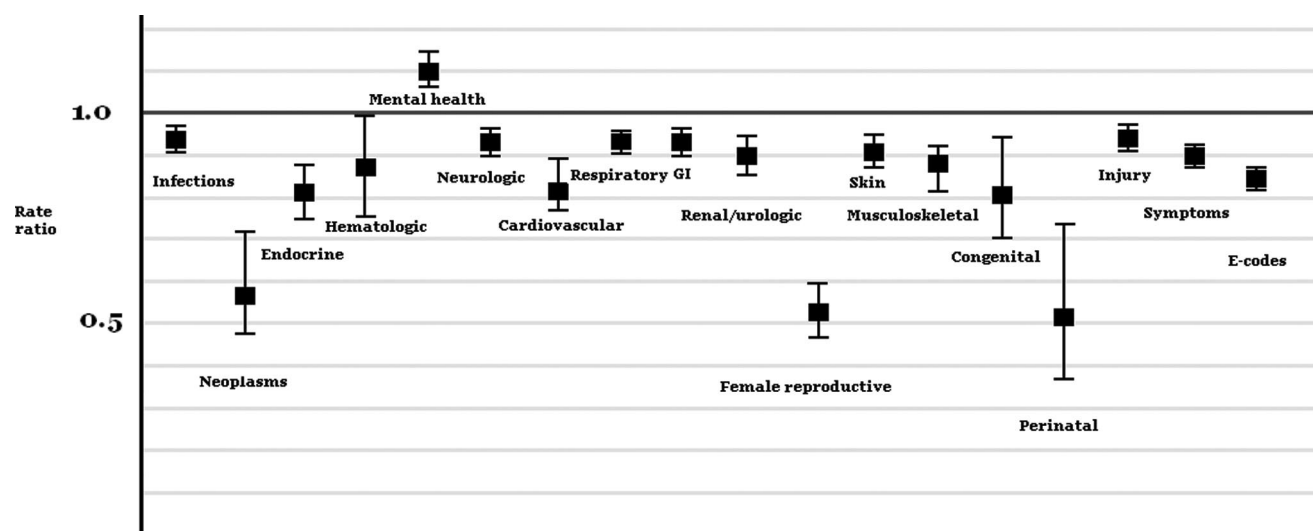 1.0
Rate
ratio
0.5
Mental health
Infections
Neurologic
Respiratory GI
Skin
Injury
Hematologic
Cardiovascular
Renal/urologic
Musculoskeletal
Symptoms
Endocrine
Congenital
E-codes
Neoplasms
Female reproductive
Perinatal